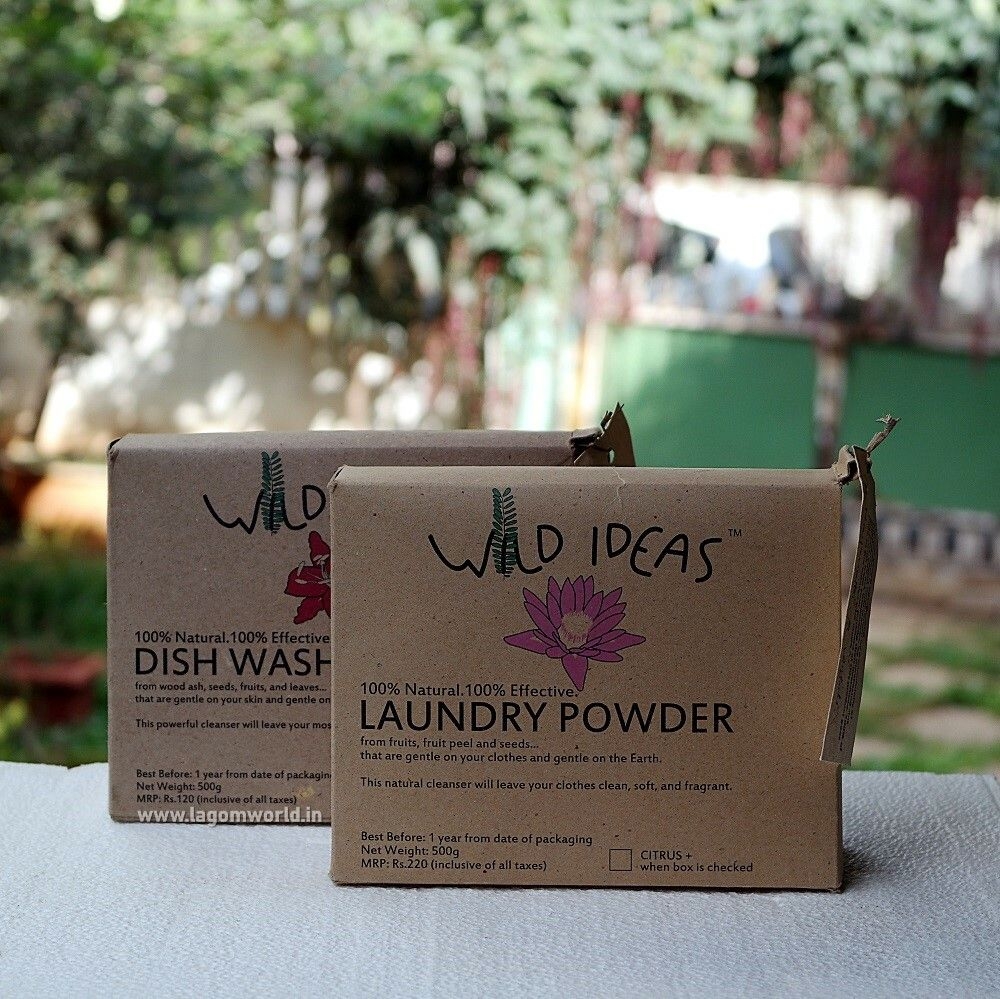 WILD
100% Natural.100% Effective
DISH WASH
from wood ash, seeds, fruits, and leaves...
that are gentle on your skin and gentle on
This powerful cleanser will leave your mos
Best Before: 1 year from date of packaging
Net Weight: 500g
MRP: Rs.120 (inclusive of all taxes)
www.lagomworld.in
WILD IDEAS™
100% Natural.100% Effective.
LAUNDRY POWDER
from fruits, fruit peel and seeds...
that are gentle on your clothes and gentle on the Earth.
This natural cleanser will leave your clothes clean, soft, and fragrant.
Best Before: 1 year from date of packaging
Net Weight: 500g
MRP: Rs.220 (inclusive of all taxes)
CITRUS +
when box is checked